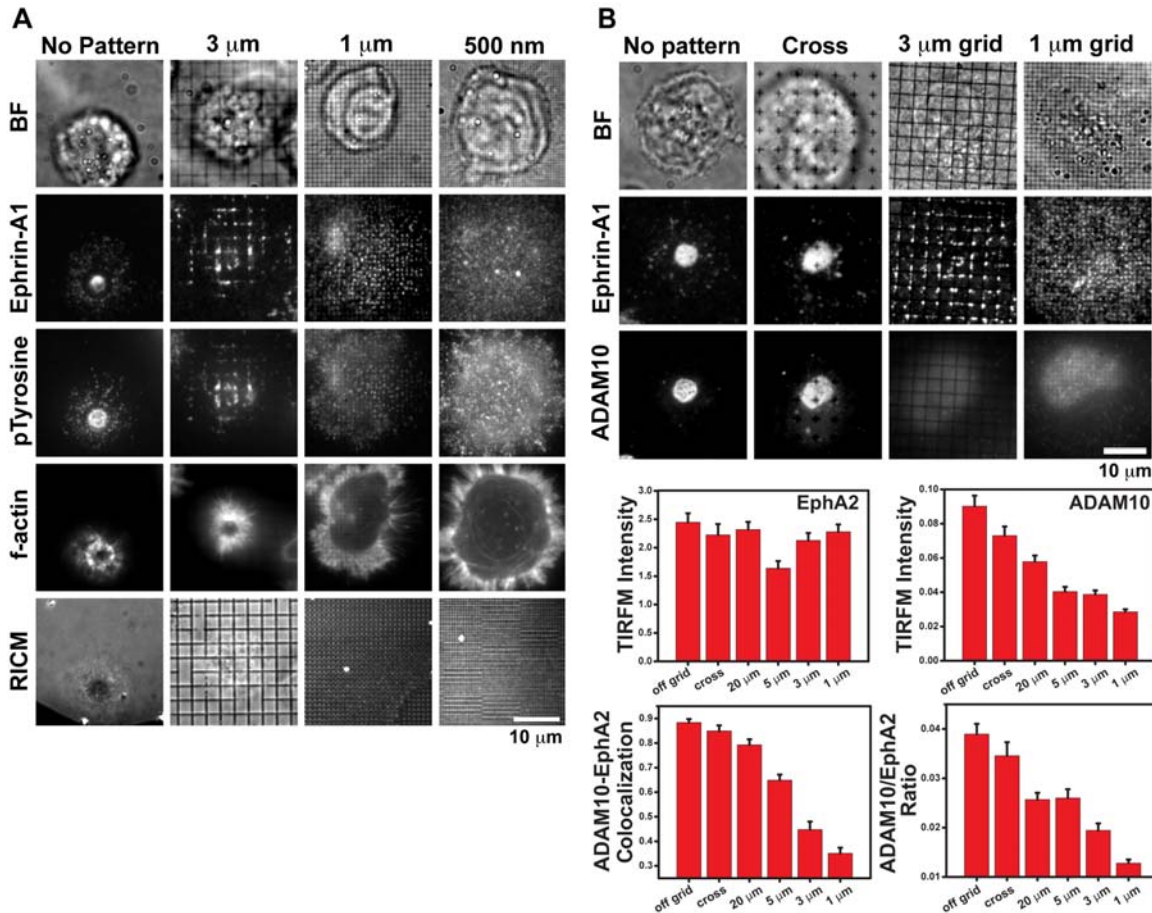 A
No Pattern 3 μm 1 μm 500 nm
BF
Ephrin-A1
pTyrosine
f-actin
RICM
10 μm
B
No pattern Cross 3 μm grid 1 μm grid
BF
Ephrin-A1
ADAM10
10 μm
EphA2
TIRFM Intensity
3.0
2.5
2.0
1.5
1.0
0.5
0.0
off grid cross 20 μm 5 μm 3 μm 1 μm
ADAM10
TIRFM Intensity
0.10
0.08
0.06
0.04
0.02
0.00
off grid cross 20 μm 5 μm 3 μm 1 μm
ADAM10-EphA2
Colocalization
0.9
0.8
0.7
0.6
0.5
0.4
0.3
off grid cross 20 μm 5 μm 3 μm 1 μm
ADAM10/EphA2
Ratio
0.04
0.03
0.02
0.01
off grid cross 20 μm 5 μm 3 μm 1 μm